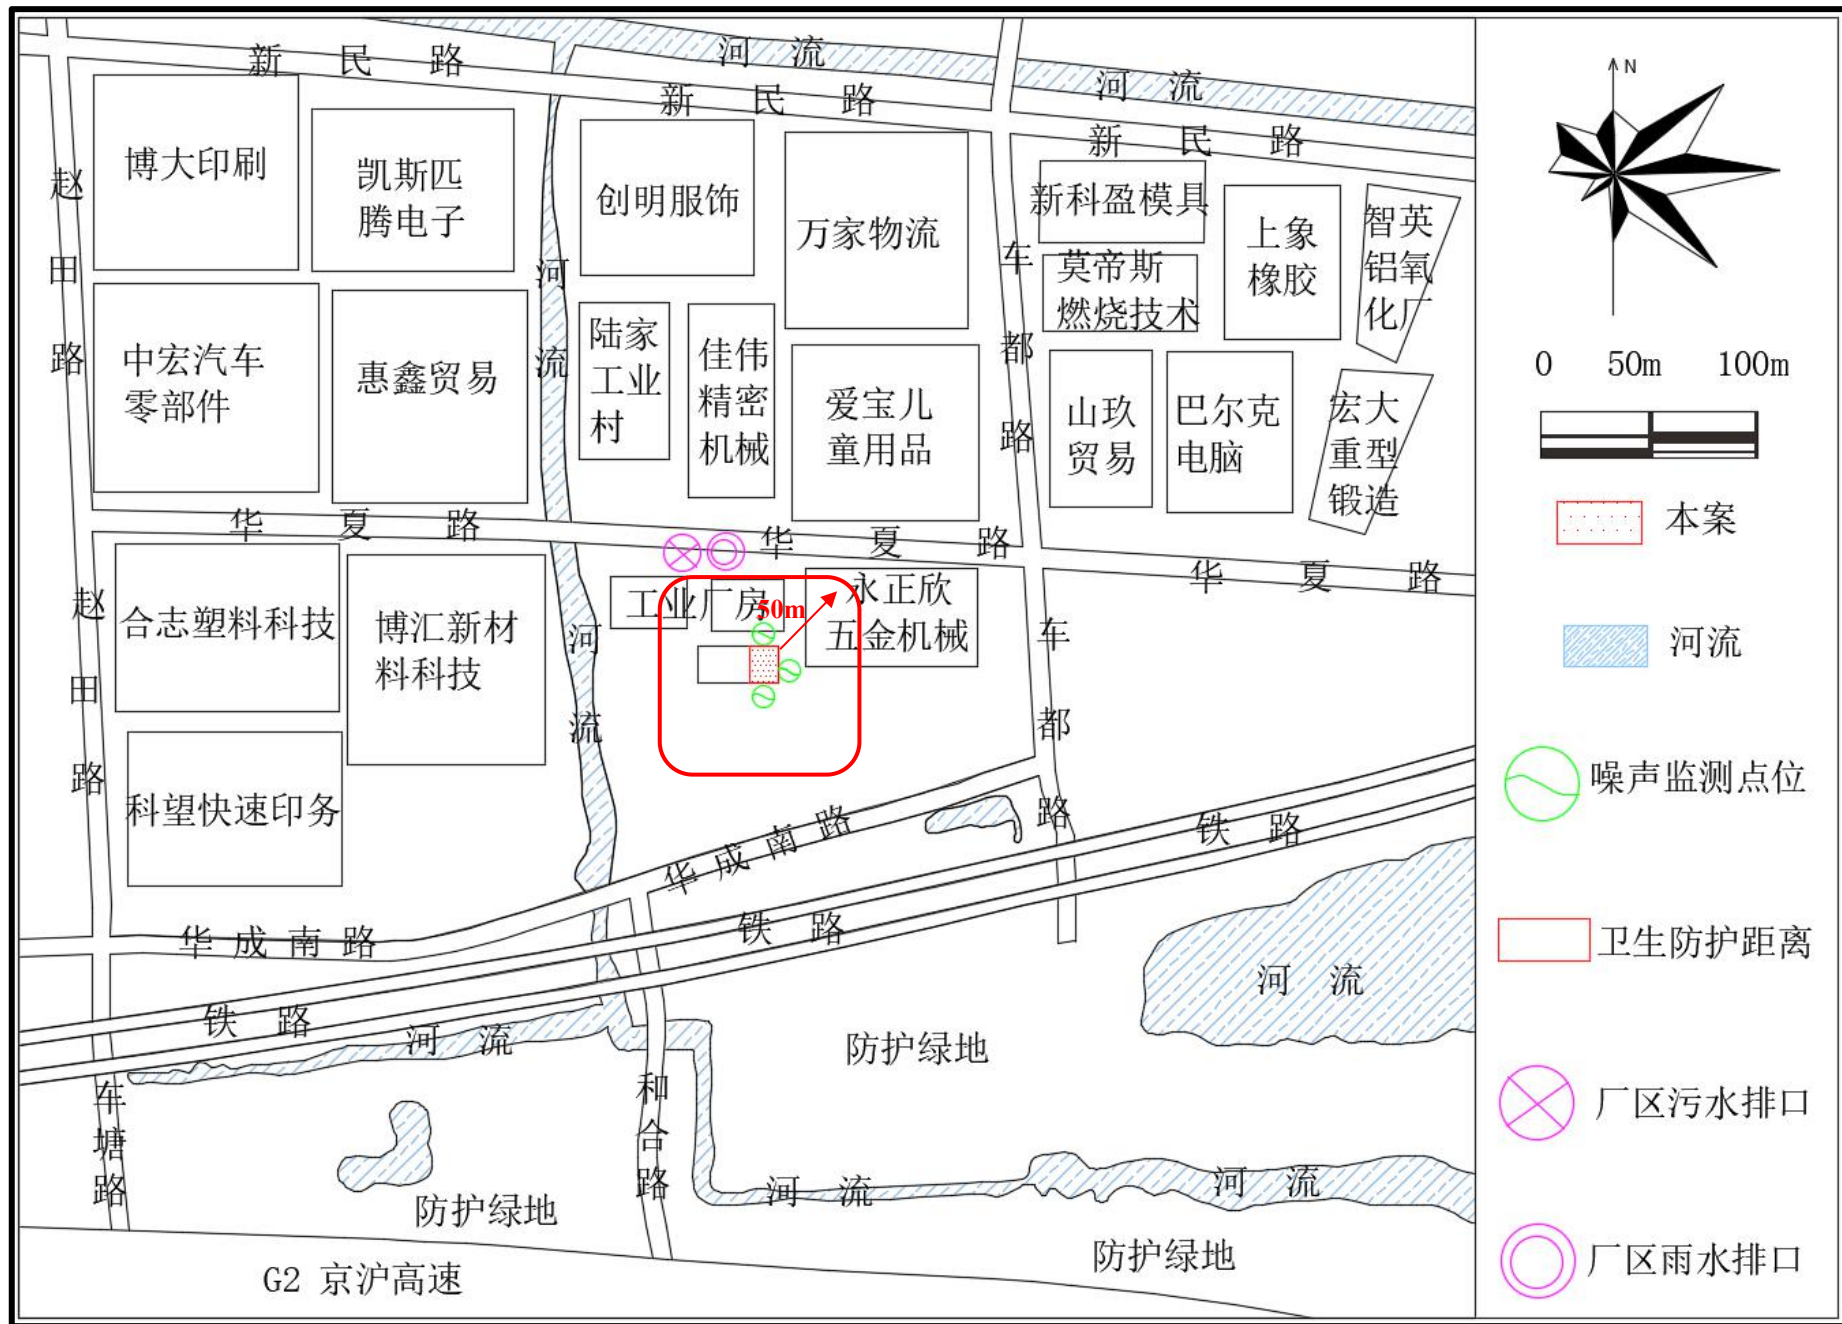 新 民 路
河 流
新 民 路
河 流
新 民 路
N
赵 田 路
博大印刷
凯斯匹
腾电子
创明服饰
万家物流
新科盈模具
莫帝斯
燃烧技术
上象
橡胶
智英
铝氧
化厂
河 流
车 都 路
0 50m 100m
中宏汽车
零部件
惠鑫贸易
陆家
工业
村
佳伟
精密
机械
爱宝儿
童用品
山玖
贸易
巴尔克
电脑
宏大
重型
锻造
本案
华 夏 路
华 夏 路
华 夏 路
赵 田 路
合志塑料科技
博汇新材
料科技
河 流
工业厂房
50m
永正欣
五金机械
车 都 路
河流
噪声监测点位
科望快速印务
华 成 南 路
铁 路
华 成 南 路
铁 路
卫生防护距离
河 流
铁 路
河 流
防护绿地
车 塘 路
和 合 路
厂区污水排口
河 流
河 流
防护绿地
防护绿地
厂区雨水排口
G2 京沪高速